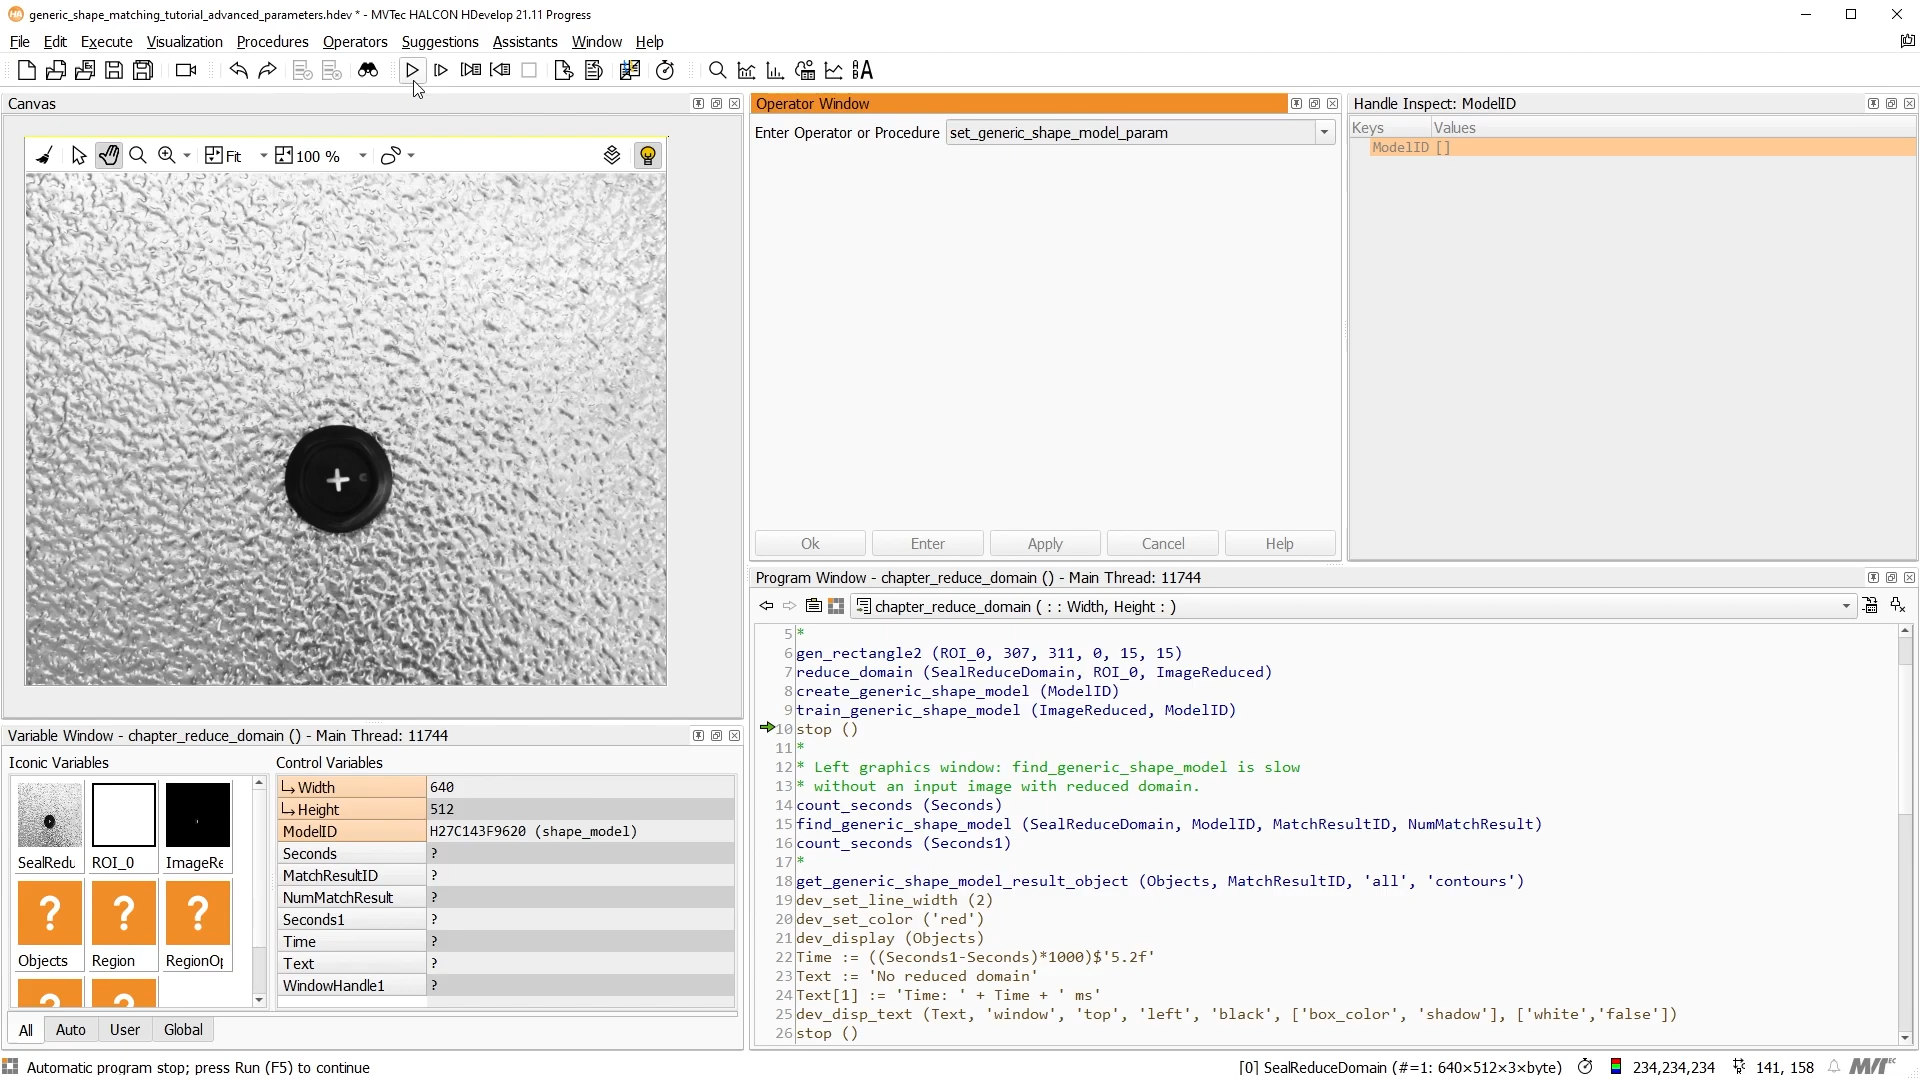 generic_shape_matching_tutorial_advanced_parameters.hdev * - MVTec HALCON HDevelop 21.11 Progress
File Edit Execute Visualization Procedures Operators Suggestions Assistants Window Help
Canvas
Fit 100 %
Operator Window
Enter Operator or Procedure set_generic_shape_model_param
Ok Enter Apply Cancel Help
Handle Inspect: ModelID
Keys Values
ModelID []
Program Window - chapter_reduce_domain () - Main Thread: 11744
chapter_reduce_domain ( : : Width, Height : )
5 *
6 gen_rectangle2 (ROI_0, 307, 311, 0, 15, 15)
7 reduce_domain (SealReduceDomain, ROI_0, ImageReduced)
8 create_generic_shape_model (ModelID)
9 train_generic_shape_model (ImageReduced, ModelID)
10 stop ()
11 *
12 * Left graphics window: find_generic_shape_model is slow
13 * without an input image with reduced domain.
14 count_seconds (Seconds)
15 find_generic_shape_model (SealReduceDomain, ModelID, MatchResultID, NumMatchResult)
16 count_seconds (Seconds1)
17 *
18 get_generic_shape_model_result_object (Objects, MatchResultID, 'all', 'contours')
19 dev_set_line_width (2)
20 dev_set_color ('red')
21 dev_display (Objects)
22 Time := ((Seconds1-Seconds)*1000)$'5.2f'
23 Text := 'No reduced domain'
24 Text[1] := 'Time: ' + Time + ' ms'
25 dev_disp_text (Text, 'window', 'top', 'left', 'black', ['box_color', 'shadow'], ['white','false'])
26 stop ()
Variable Window - chapter_reduce_domain () - Main Thread: 11744
Iconic Variables
SealRedu ROI_0 ImageRe
Objects Region RegionOp
Control Variables
Width 640
Height 512
ModelID H27C143F9620 (shape_model)
Seconds ?
MatchResultID ?
NumMatchResult ?
Seconds1 ?
Time ?
Text ?
WindowHandle1 ?
All Auto User Global
Automatic program stop; press Run (F5) to continue
[0] SealReduceDomain (#=1: 640×512×3×byte) 234,234,234 141, 158 MVTec